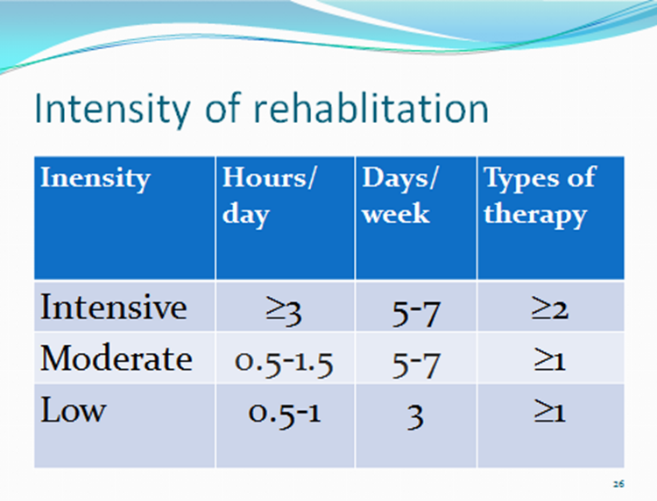 Intensity of rehablitation
Inensity Hours/ Days/ Types of
day week therapy
Intensive ≥3 5-7 ≥2
Moderate 0.5-1.5 5-7 ≥1
Low 0.5-1 3 ≥1
26